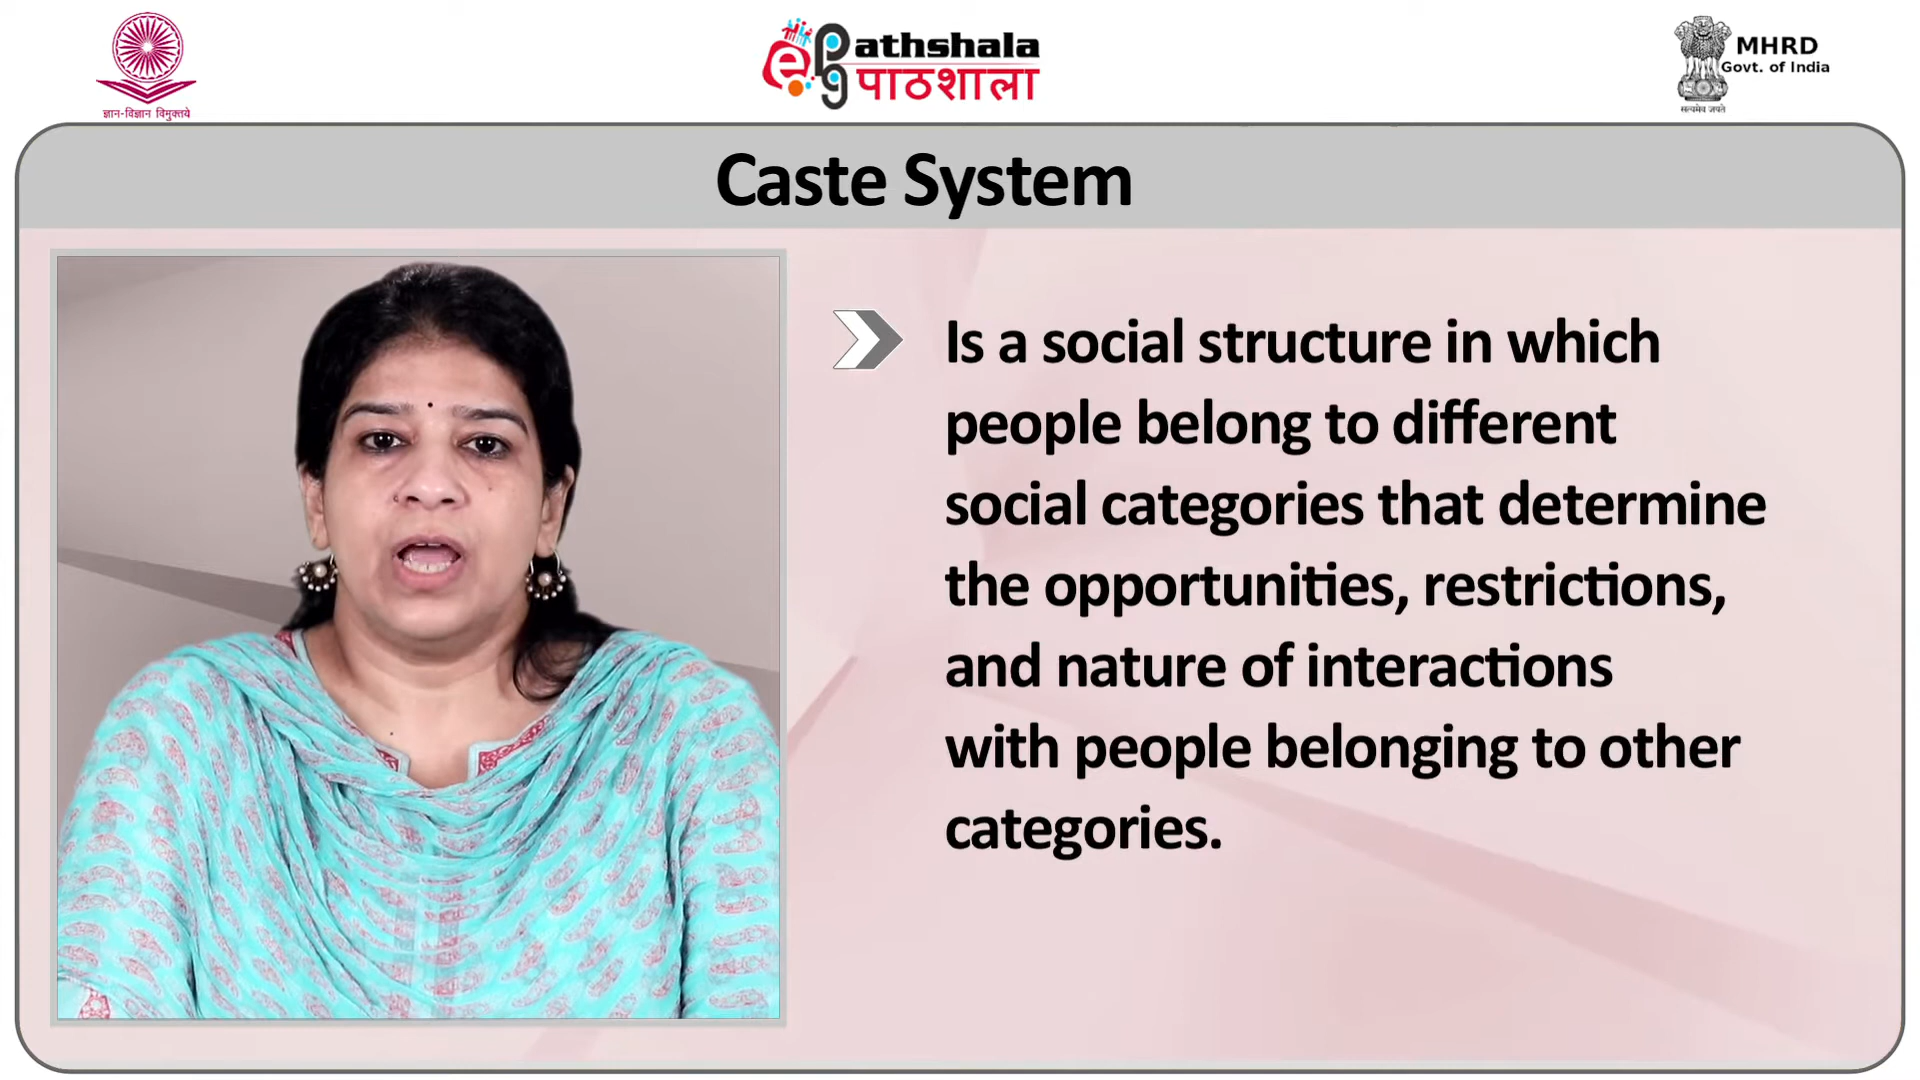 ज्ञान-विज्ञान विमुक्तये
e pg Pathshala
पाठशाला
MHRD
Govt. of India
सत्यमेव जयते
Caste System
Is a social structure in which
people belong to different
social categories that determine
the opportunities, restrictions,
and nature of interactions
with people belonging to other
categories.